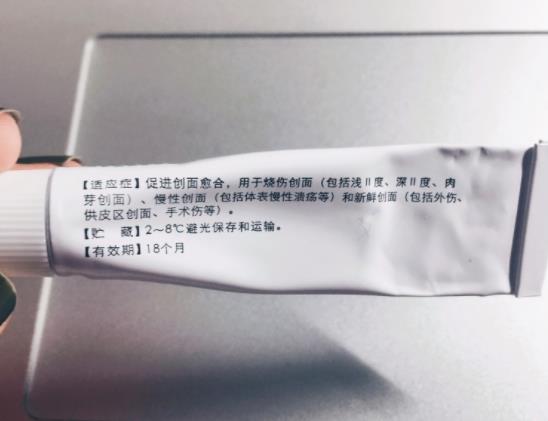 【适应症】促进创面愈合，用于烧伤创面（包括浅Ⅱ度、深Ⅱ度、肉
芽创面）、慢性创面（包括体表慢性溃疡等）和新鲜创面（包括外伤、
供皮区创面、手术伤等）。
【贮　藏】2～8℃避光保存和运输。
【有效期】18个月